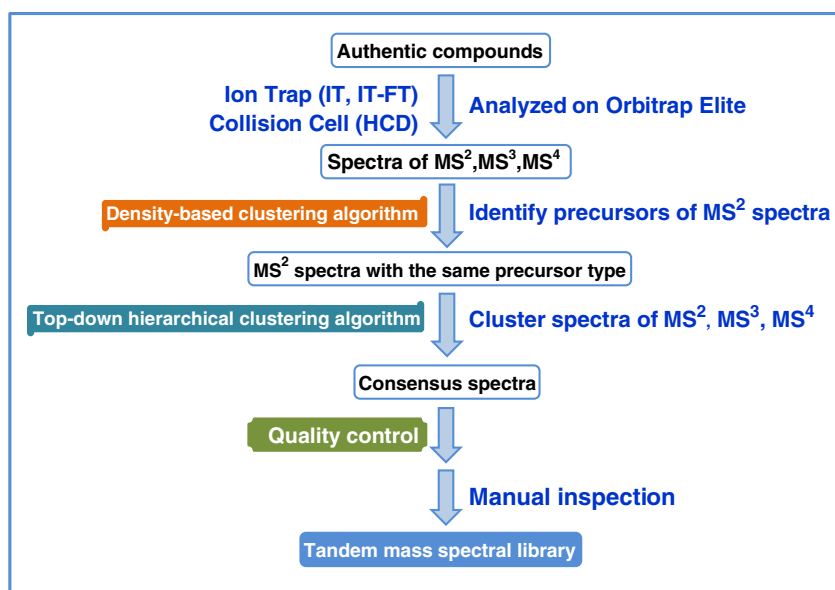 Authentic compounds
Ion Trap (IT, IT-FT)
Collision Cell (HCD)
Analyzed on Orbitrap Elite
Spectra of MS²,MS³,MS⁴
Density-based clustering algorithm
Identify precursors of MS² spectra
MS² spectra with the same precursor type
Top-down hierarchical clustering algorithm
Cluster spectra of MS², MS³, MS⁴
Consensus spectra
Quality control
Manual inspection
Tandem mass spectral library